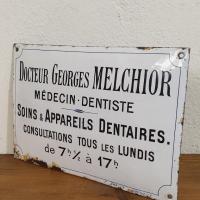 DOCTEUR GEORGES MELCHIOR
MÉDECIN-DENTISTE
SOINS & APPAREILS DENTAIRES.
CONSULTATIONS TOUS LES LUNDIS
de 7h½ à 17h